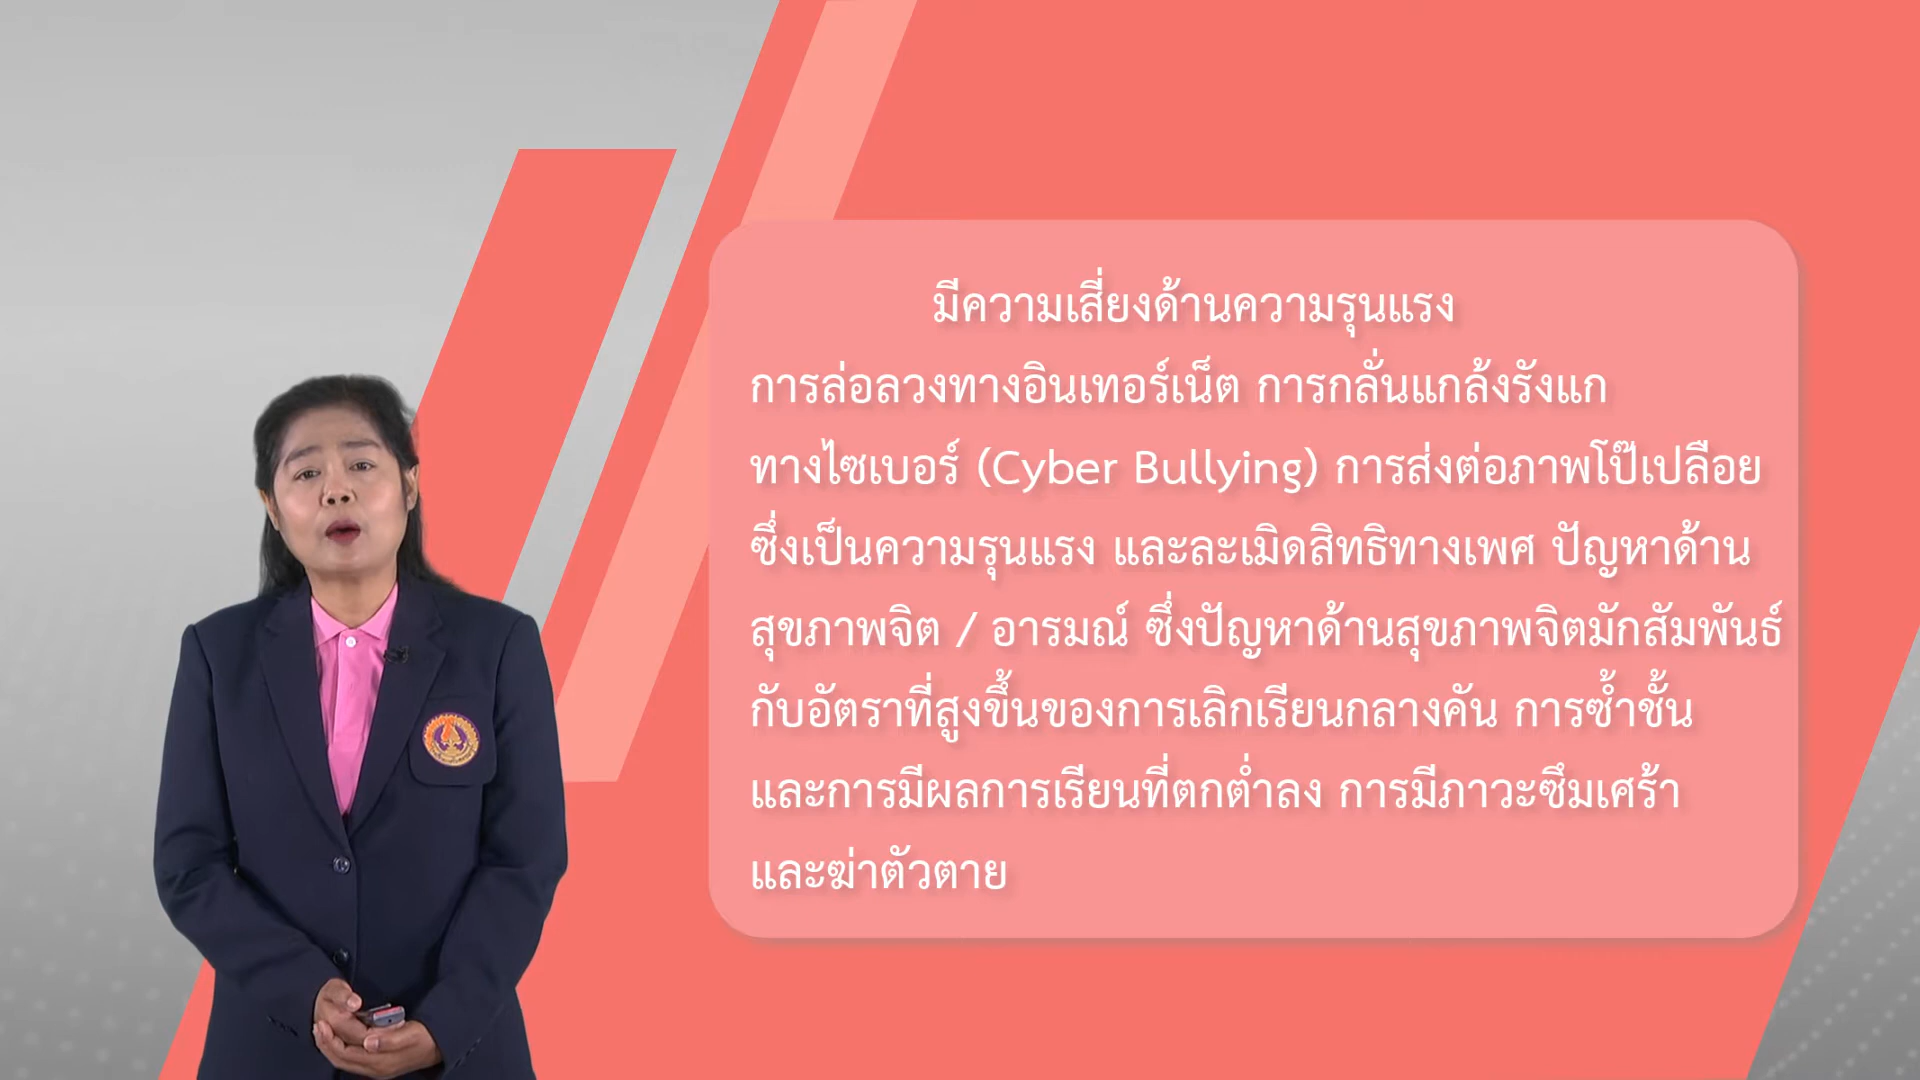 มีความเสี่ยงด้านความรุนแรง
การล่อลวงทางอินเทอร์เน็ต การกลั่นแกล้งรังแก
ทางไซเบอร์ (Cyber Bullying) การส่งต่อภาพโป๊เปลือย
ซึ่งเป็นความรุนแรง และละเมิดสิทธิทางเพศ ปัญหาด้าน
สุขภาพจิต / อารมณ์ ซึ่งปัญหาด้านสุขภาพจิตมักสัมพันธ์
กับอัตราที่สูงขึ้นของการเลิกเรียนกลางคัน การซ้ำชั้น
และการมีผลการเรียนที่ตกต่ำลง การมีภาวะซึมเศร้า
และฆ่าตัวตาย